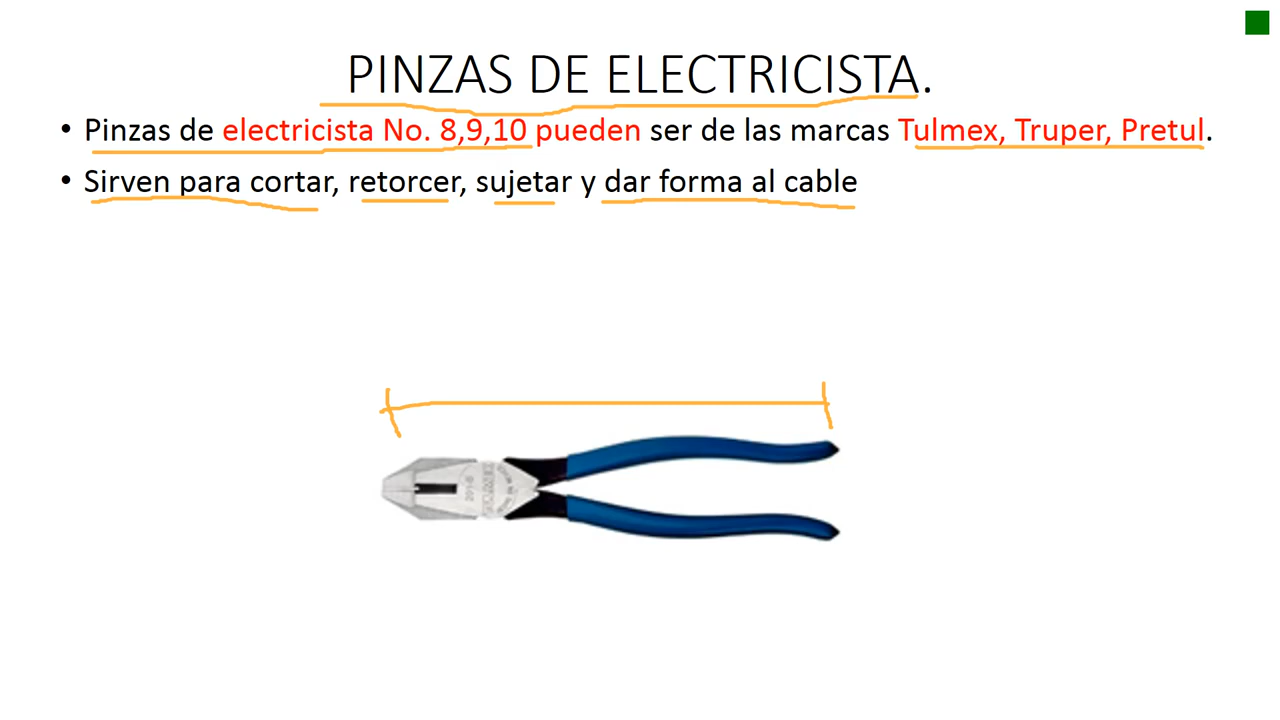 PINZAS DE ELECTRICISTA.
• Pinzas de electricista No. 8,9,10 pueden ser de las marcas Tulmex, Truper, Pretul.
• Sirven para cortar, retorcer, sujetar y dar forma al cable